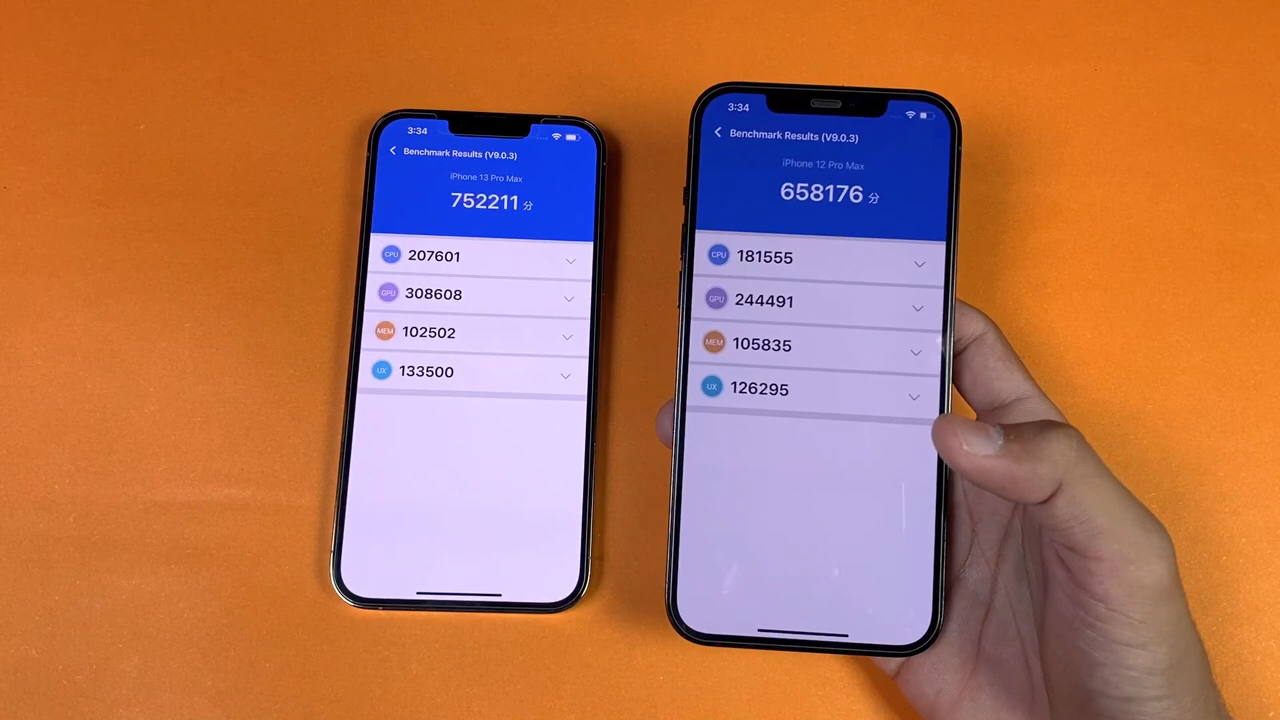 3:34
Benchmark Results (V9.0.3)
iPhone 13 Pro Max
752211 分
CPU 207601
GPU 308608
MEM 102502
UX 133500
3:34
Benchmark Results (V9.0.3)
iPhone 12 Pro Max
658176 分
CPU 181555
GPU 244491
MEM 105835
UX 126295